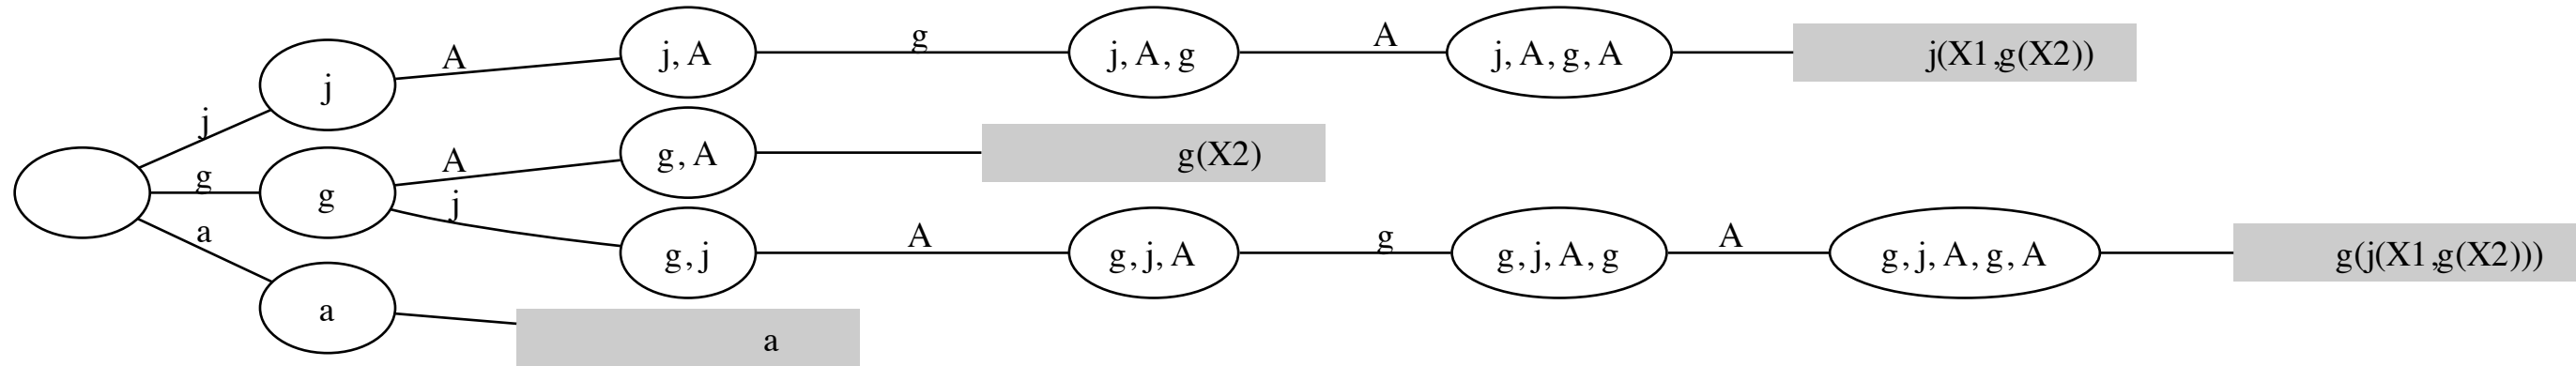 j A j, A g j, A, g A j, A, g, A j(X1,g(X2))
j
g A g, A g(X2)
g j
a g, j A g, j, A g g, j, A, g A g, j, A, g, A g(j(X1,g(X2)))
a a